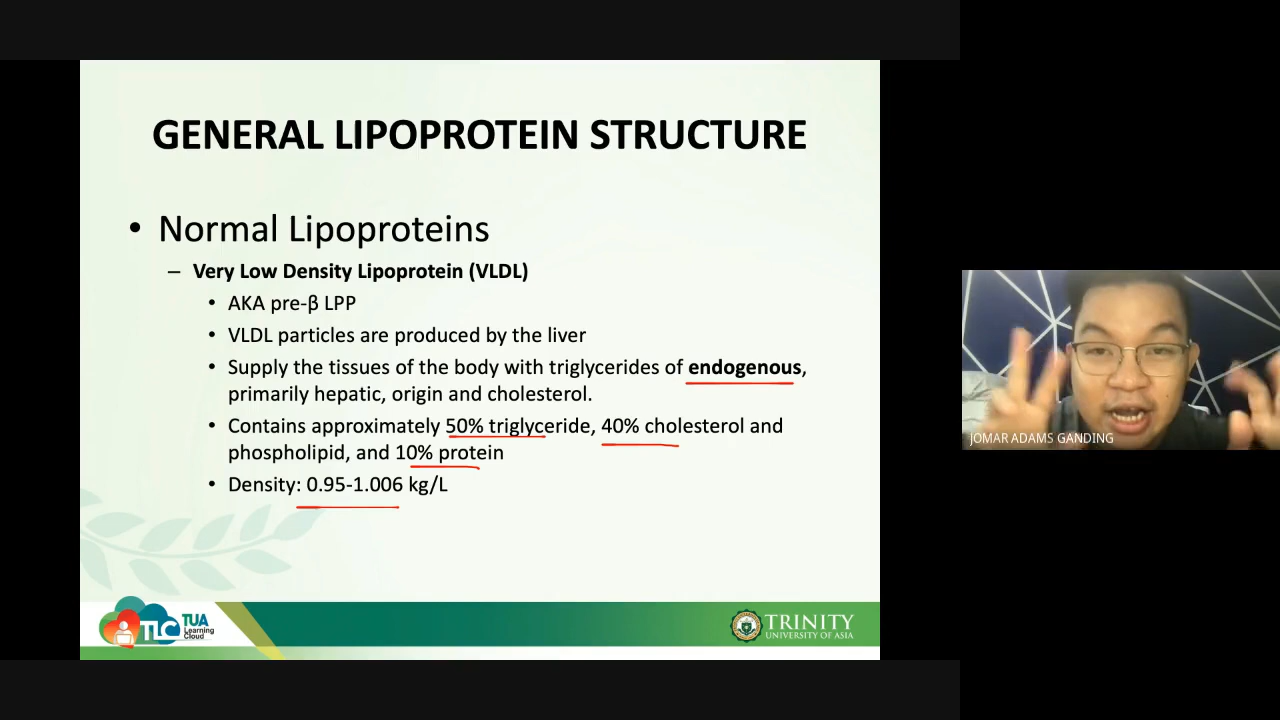 GENERAL LIPOPROTEIN STRUCTURE
• Normal Lipoproteins
– Very Low Density Lipoprotein (VLDL)
• AKA pre-β LPP
• VLDL particles are produced by the liver
• Supply the tissues of the body with triglycerides of endogenous,
primarily hepatic, origin and cholesterol.
• Contains approximately 50% triglyceride, 40% cholesterol and
phospholipid, and 10% protein
• Density: 0.95-1.006 kg/L
JOMAR ADAMS GANDING
TLC
TUA
Learning
Cloud
TRINITY
UNIVERSITY OF ASIA